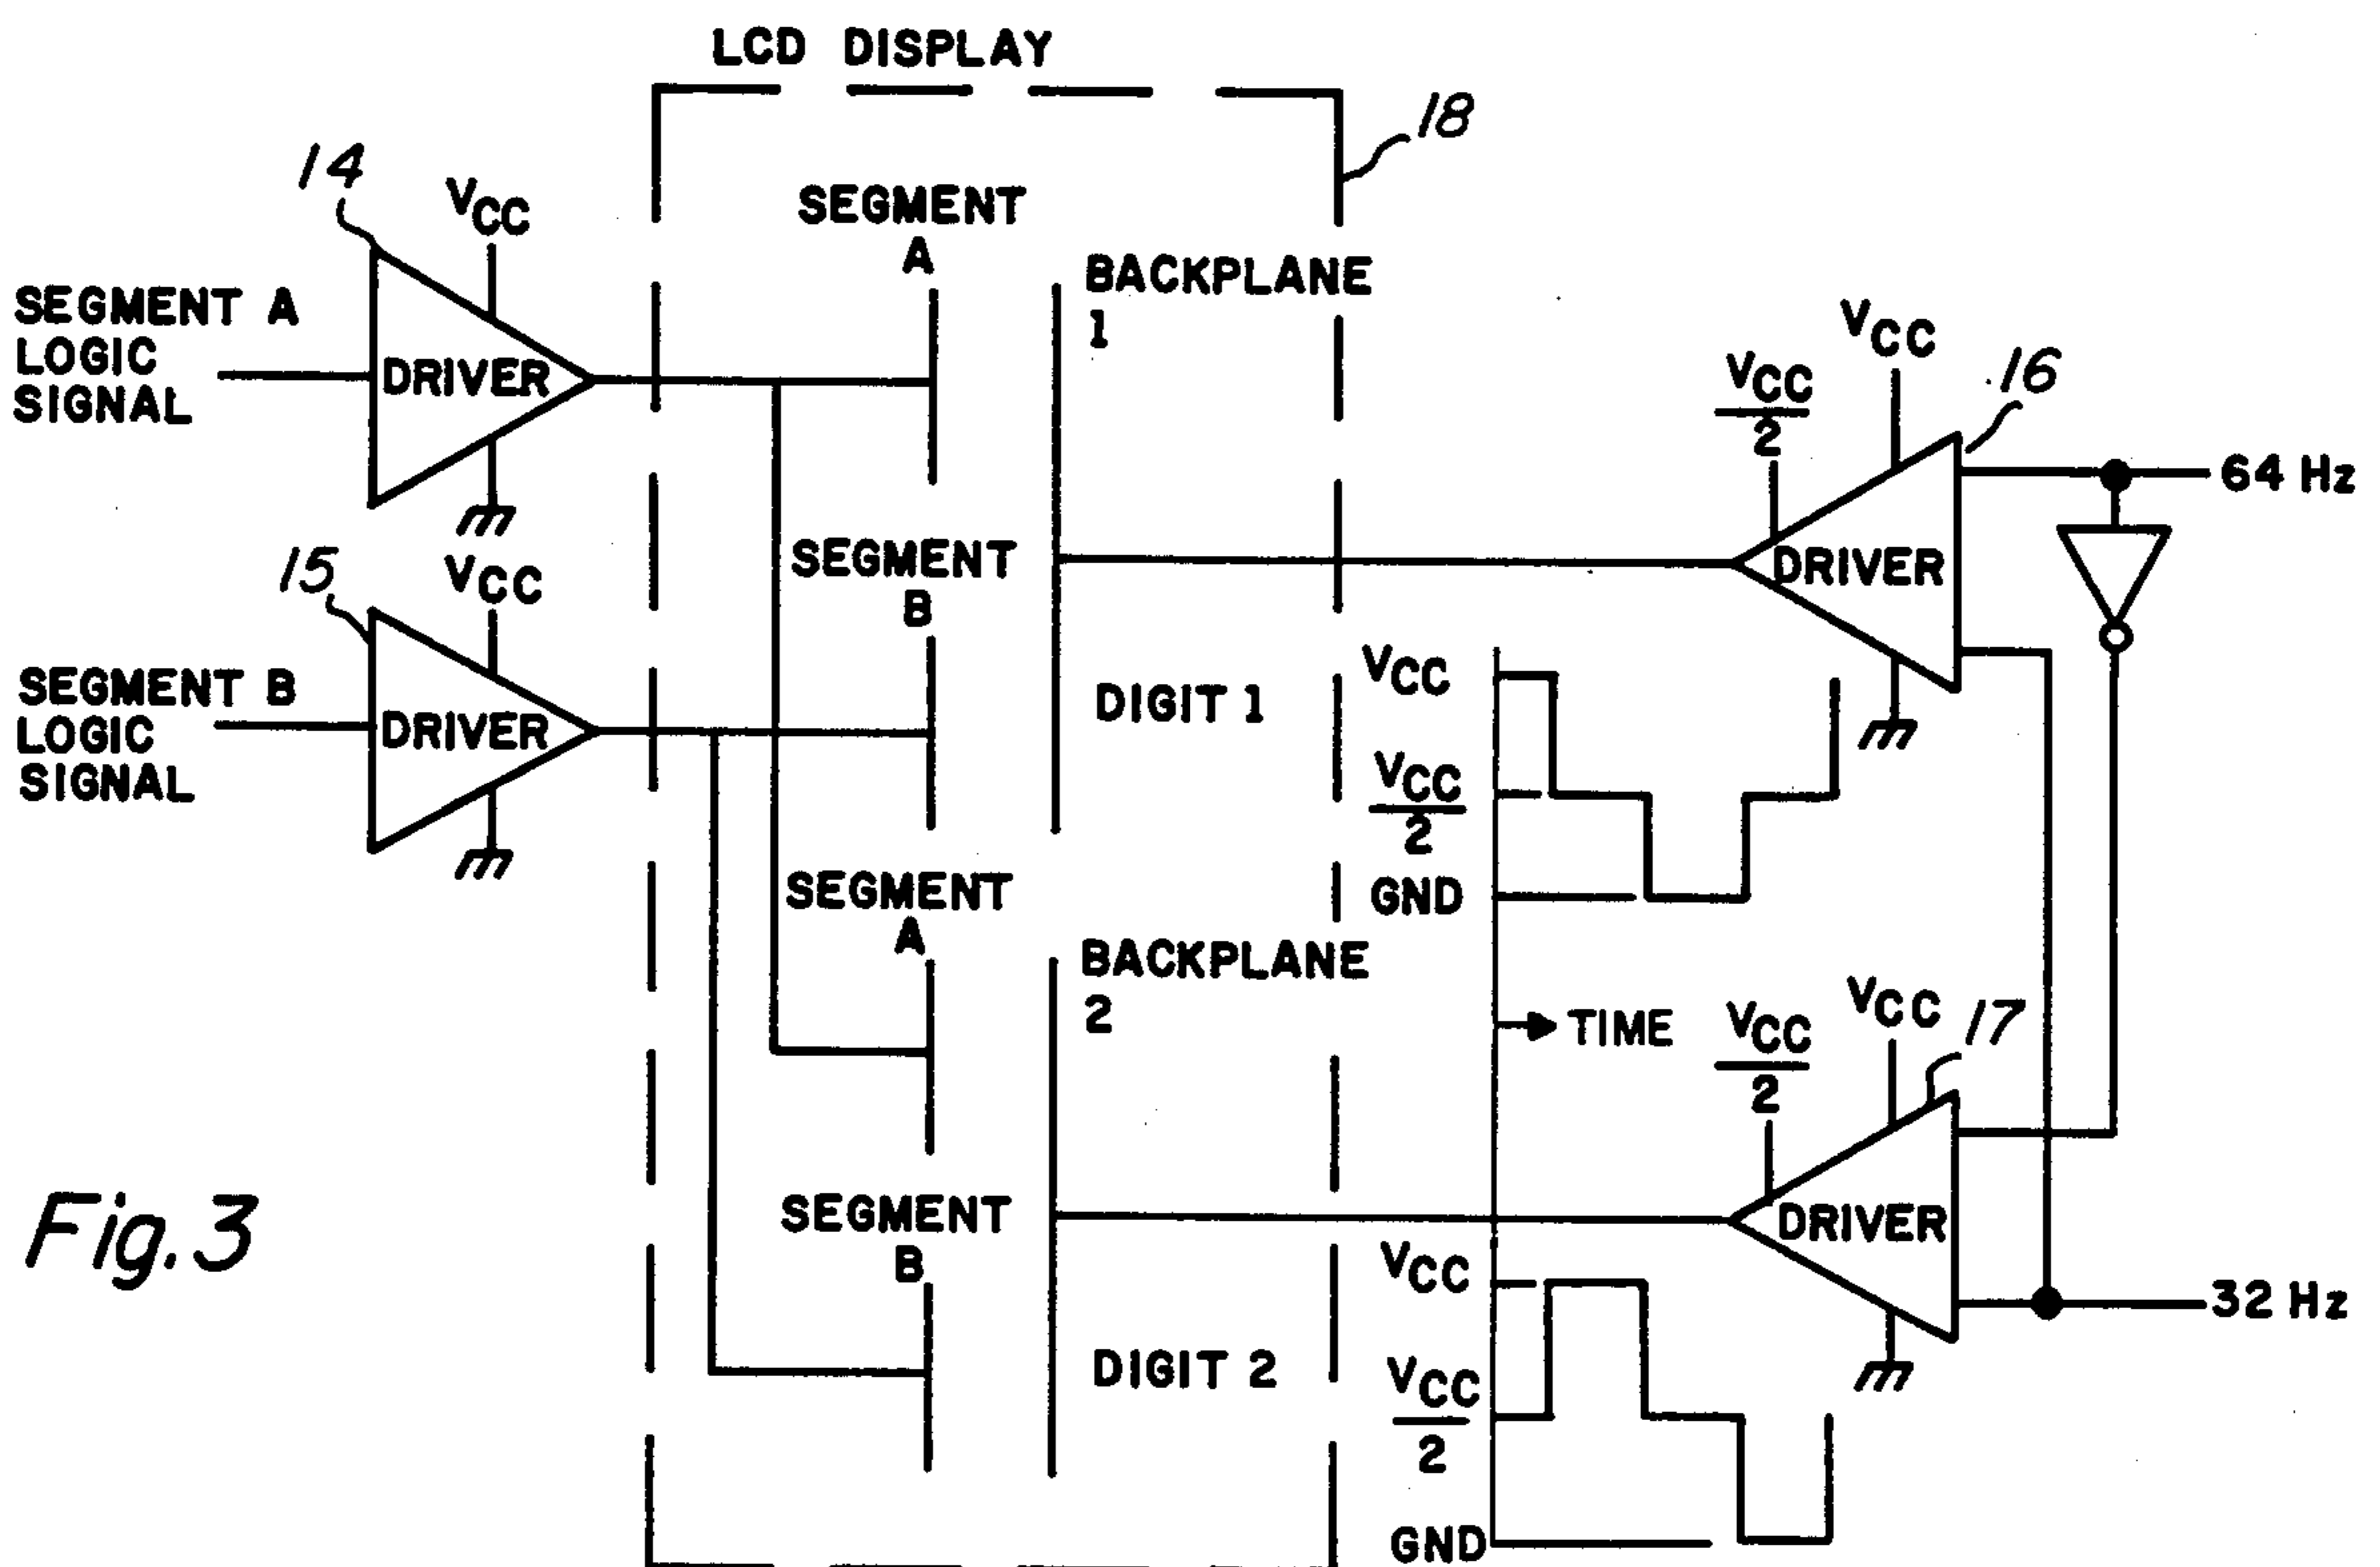 LCD DISPLAY
18
14
VCC
SEGMENT A
LOGIC
SIGNAL
DRIVER
SEGMENT
A
BACKPLANE
1
15
VCC
SEGMENT B
LOGIC
SIGNAL
DRIVER
SEGMENT
B
DIGIT 1
VCC
VCC
2
16
64 Hz
DRIVER
VCC
VCC
2
GND
TIME
SEGMENT
A
BACKPLANE
2
SEGMENT
B
DIGIT 2
VCC
VCC
2
17
DRIVER
32 Hz
VCC
VCC
2
GND
Fig. 3